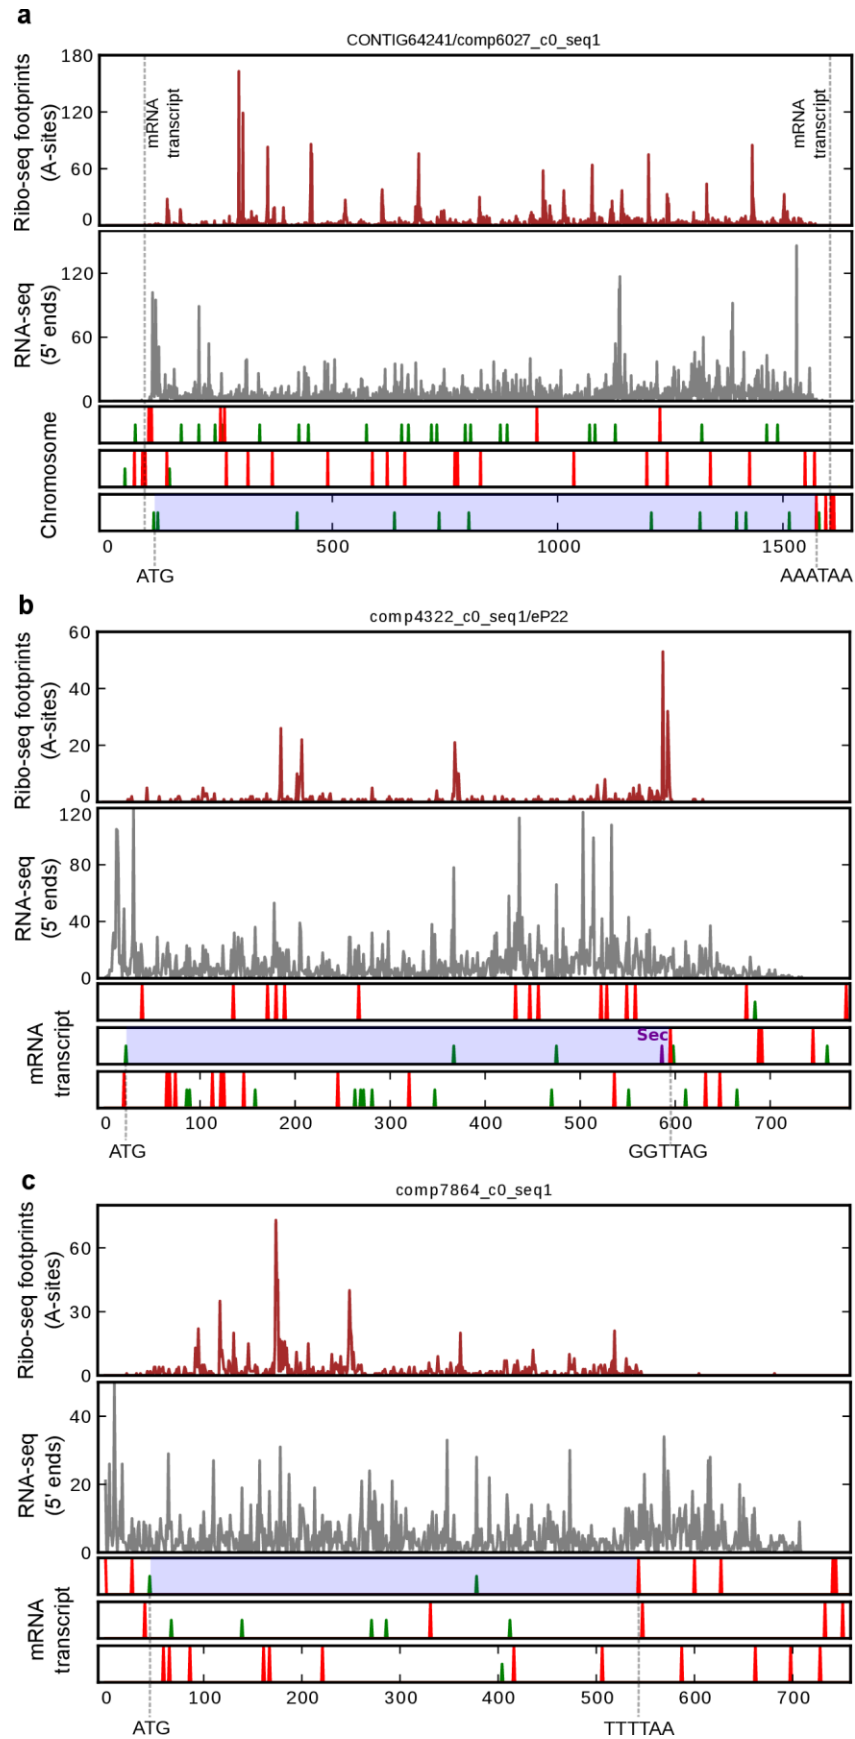 a
CONTIG64241/comp6027_c0_seq1
Ribo-seq footprints
(A-sites)
180
120
60
0
mRNA
transcript
mRNA
transcript
RNA-seq
(5' ends)
120
60
0
Chromosome
0 500 1000 1500
ATG AAATAA
b
comp4322_c0_seq1/eP22
Ribo-seq footprints
(A-sites)
60
40
20
0
RNA-seq
(5' ends)
120
80
40
0
mRNA
transcript
Sec
0 100 200 300 400 500 600 700
ATG GGTTAG
c
comp7864_c0_seq1
Ribo-seq footprints
(A-sites)
60
30
0
RNA-seq
(5' ends)
40
20
0
mRNA
transcript
0 100 200 300 400 500 600 700
ATG TTTTAA